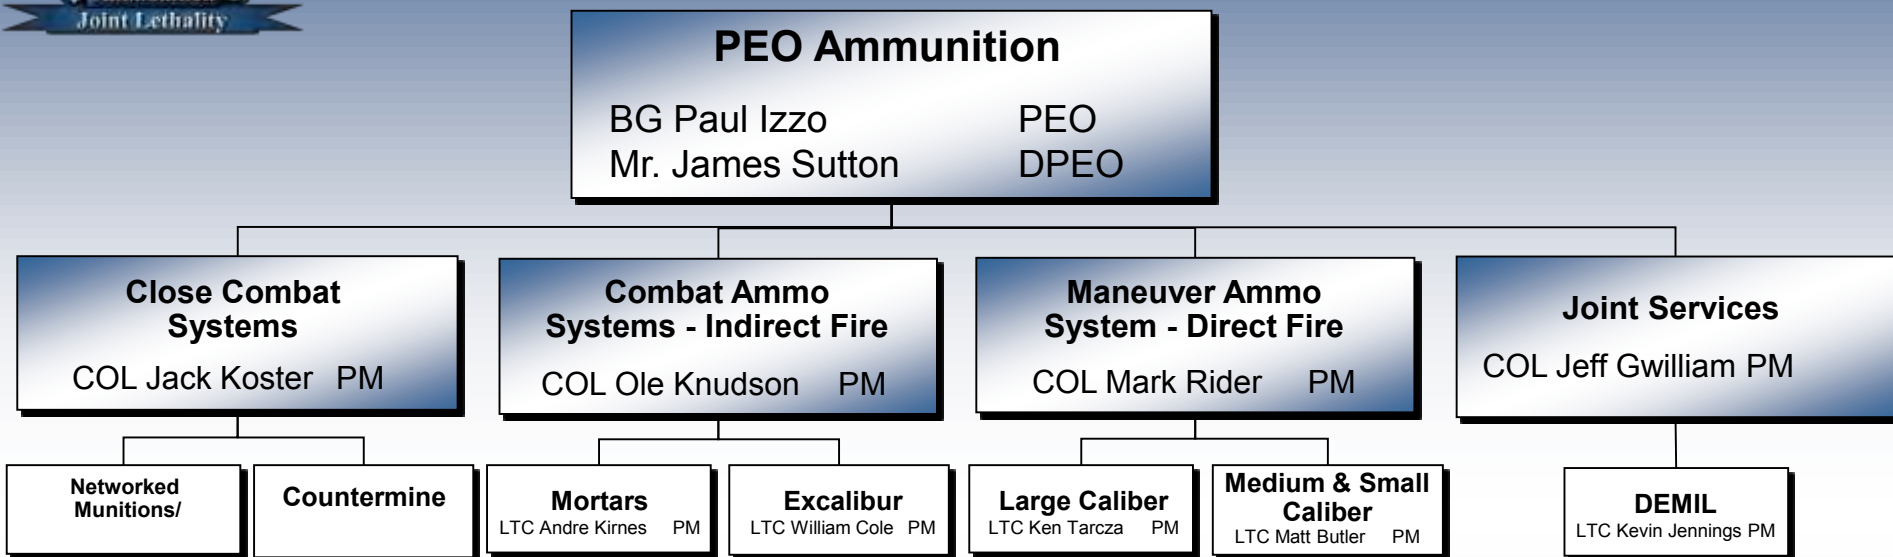 Joint Lethality
PEO Ammunition
BG Paul Izzo PEO
Mr. James Sutton DPEO
Close Combat
Systems
COL Jack Koster PM
Combat Ammo
Systems - Indirect Fire
COL Ole Knudson PM
Maneuver Ammo
System - Direct Fire
COL Mark Rider PM
Joint Services
COL Jeff Gwilliam PM
Networked
Munitions/
Countermine
Mortars
LTC Andre Kirnes PM
Excalibur
LTC William Cole PM
Large Caliber
LTC Ken Tarcza PM
Medium & Small
Caliber
LTC Matt Butler PM
DEMIL
LTC Kevin Jennings PM